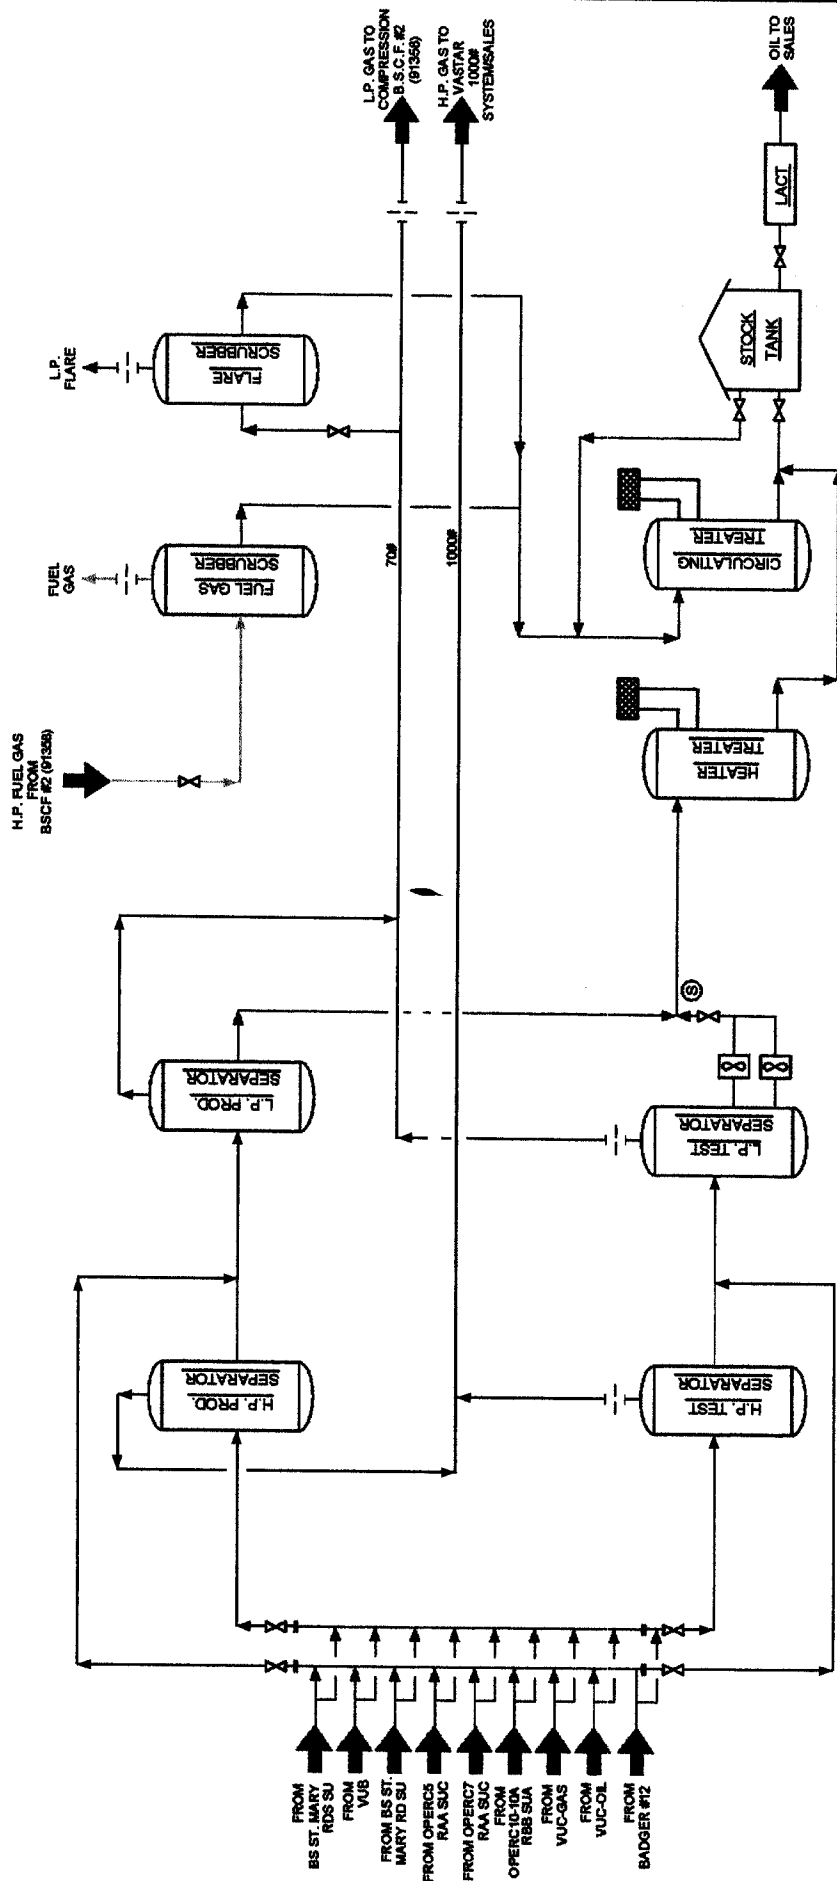 L.P. GAS TO
COMPRESSION
B.S.C.F. #2
(91356)
H.P. GAS TO
VASTAR
1000#
SYSTEM/SALES
OIL TO
SALES
LACT
STOCK
TANK
L.P.
FLARE
FLARE
SCRUBBER
FUEL
GAS
FUEL GAS
SCRUBBER
70#
1000#
CIRCULATING
TREATER
HEATER
TREATER
H.P. FUEL GAS
FROM
BSCF #2 (91356)
S
L.P. PROD.
SEPARATOR
L.P. TEST
SEPARATOR
H.P. PROD.
SEPARATOR
H.P. TEST
SEPARATOR
FROM
BS ST. MARY
RDS SU
FROM
VUB
FROM BS ST.
MARY RD SU
FROM OPERC5
RAA SUC
FROM OPERC7
RAA SUC
FROM
OPERC10-10A
RBB SUA
FROM
VUC-GAS
FROM
VUC-OIL
FROM
BADGER #12